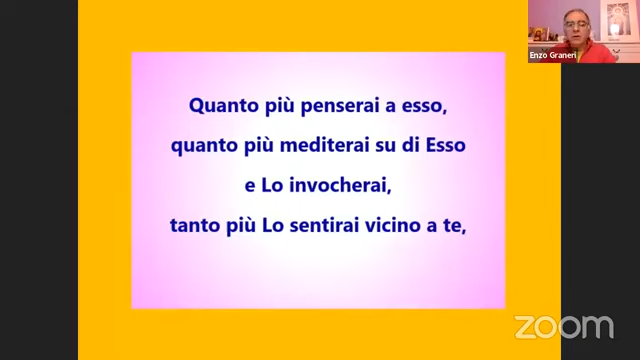 Quanto più penserai a esso,
quanto più mediterai su di Esso
e Lo invocherai,
tanto più Lo sentirai vicino a te,
Enzo Graneri
zoom